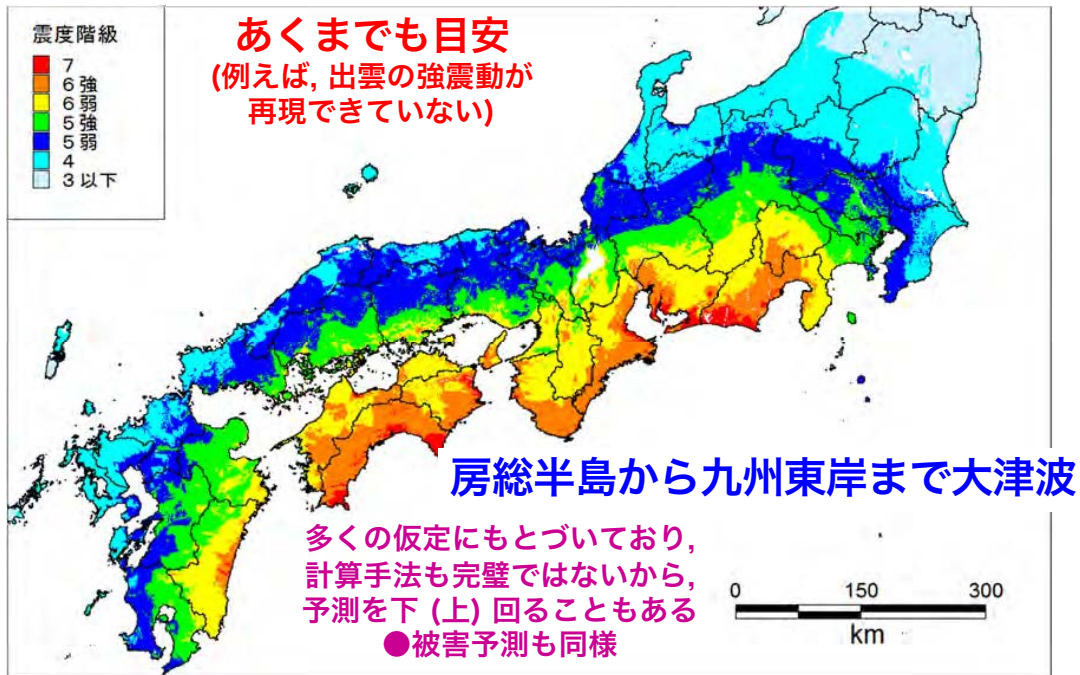 震度階級
7
6強
6弱
5強
5弱
4
3以下
あくまでも目安
(例えば, 出雲の強震動が
再現できていない)
房総半島から九州東岸まで大津波
多くの仮定にもとづいており,
計算手法も完璧ではないから,
予測を下 (上) 回ることもある
●被害予測も同様
0 150 300
km